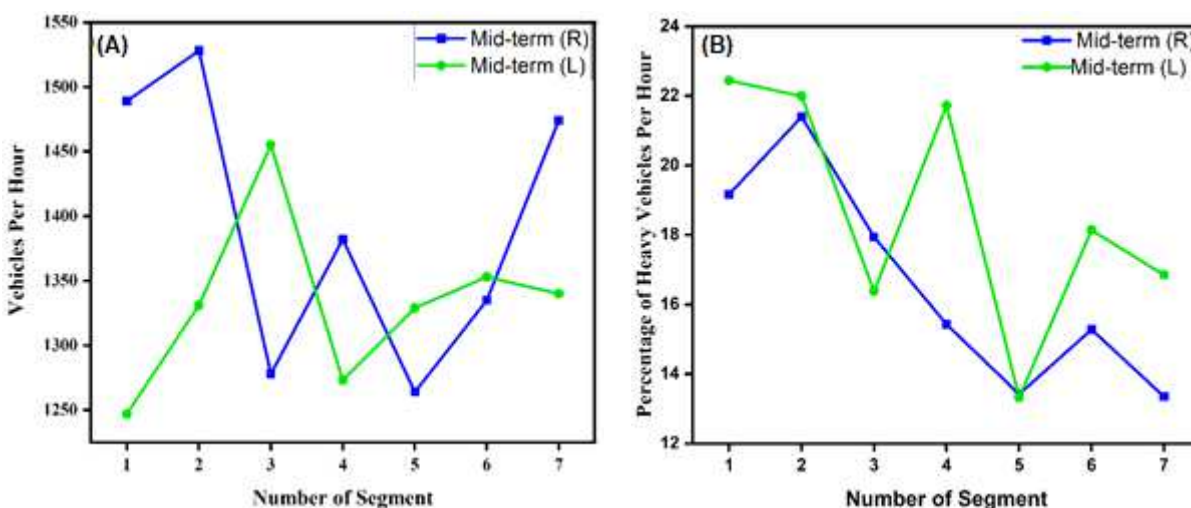 (A)
Mid-term (R)
Mid-term (L)
Vehicles Per Hour
1550
1500
1450
1400
1350
1300
1250
1 2 3 4 5 6 7
Number of Segment
(B)
Mid-term (R)
Mid-term (L)
Percentage of Heavy Vehicles Per Hour
24
22
20
18
16
14
12
1 2 3 4 5 6 7
Number of Segment